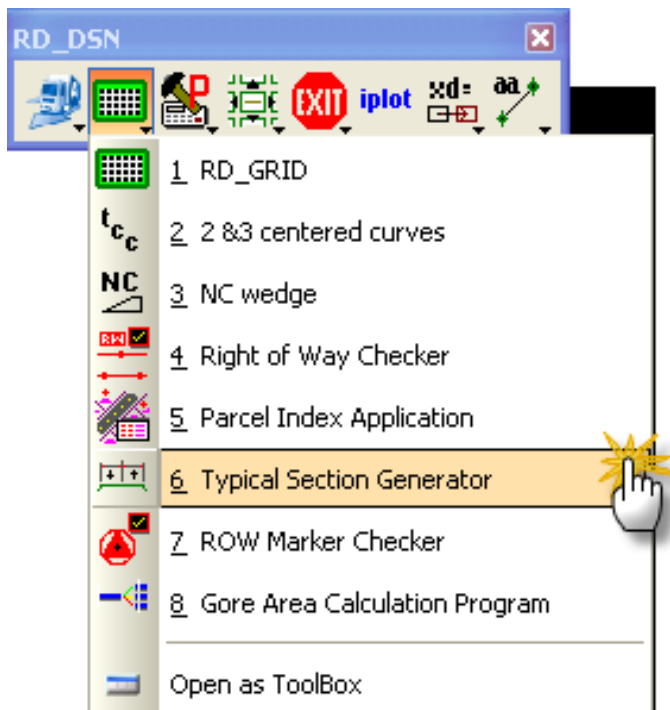 RD_DSN
EXIT iplot xd= aa
1 RD_GRID
tcc 2 2 &3 centered curves
NC 3 NC wedge
RW 4 Right of Way Checker
5 Parcel Index Application
6 Typical Section Generator
7 ROW Marker Checker
8 Gore Area Calculation Program
Open as ToolBox